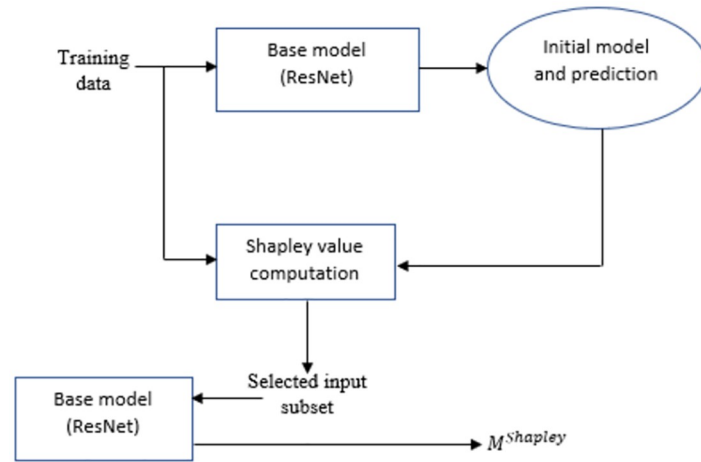 Training
data
Base model
(ResNet)
Initial model
and prediction
Shapley value
computation
Selected input
subset
Base model
(ResNet)
M^Shapley